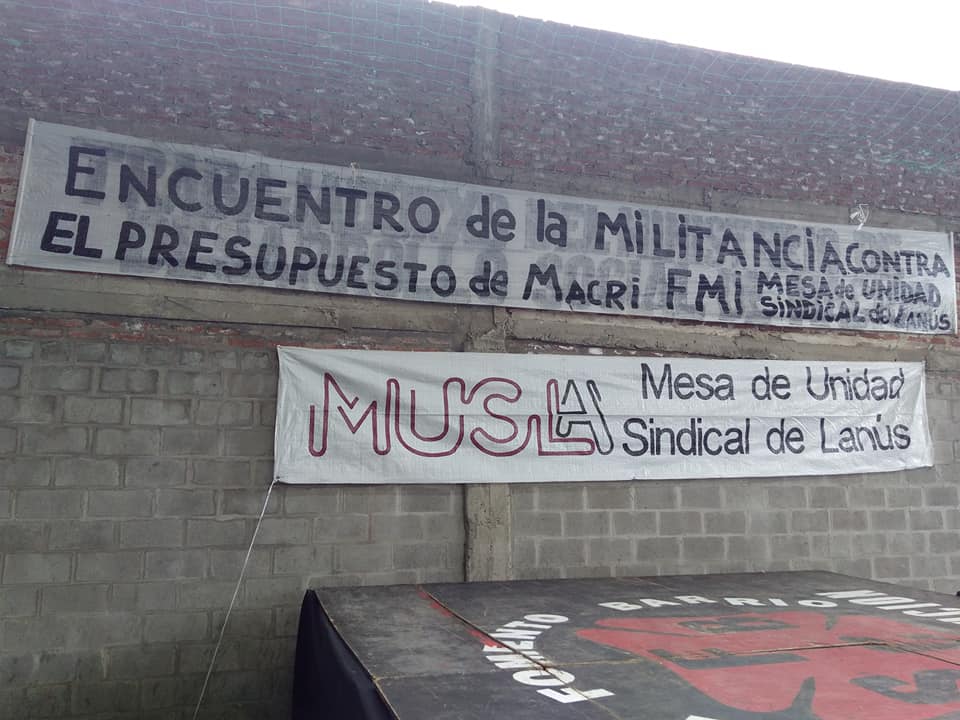 ENCUENTRO de la MiLiTANCiA CONTRA
EL PRESUPUESTO de MACRi FMi MESA de UNiDAD
SiNDiCAL de LANÚS
MUSLA Mesa de Unidad
Sindical de Lanús
FOMENTO BARRIO